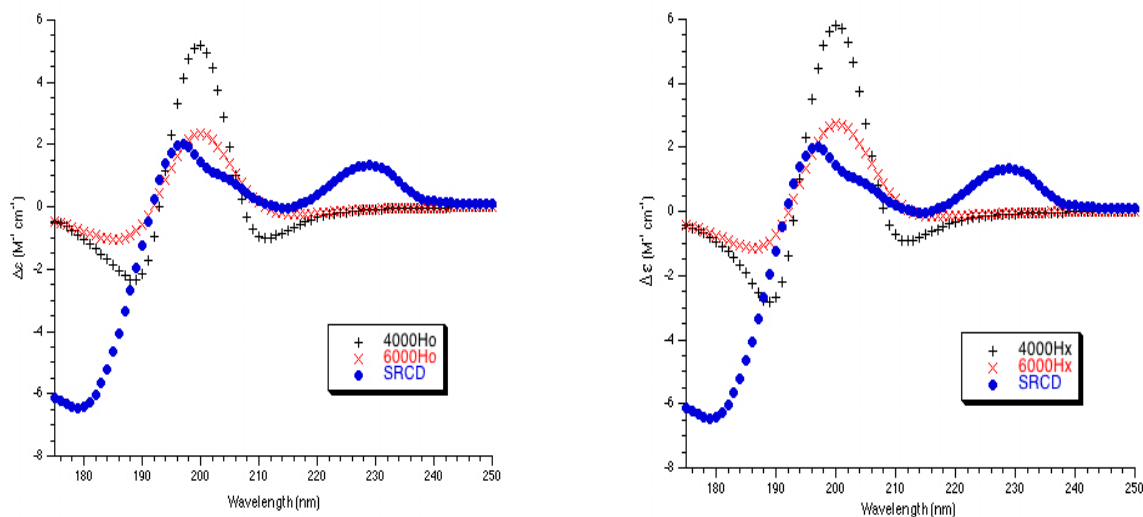 6
4
2
0
-2
-4
-6
-8
Δε (M⁻¹ cm⁻¹)
180 190 200 210 220 230 240 250
Wavelength (nm)
4000Ho
6000Ho
SRCD
6
4
2
0
-2
-4
-6
-8
Δε (M⁻¹ cm⁻¹)
180 190 200 210 220 230 240 250
Wavelength (nm)
4000Hx
6000Hx
SRCD